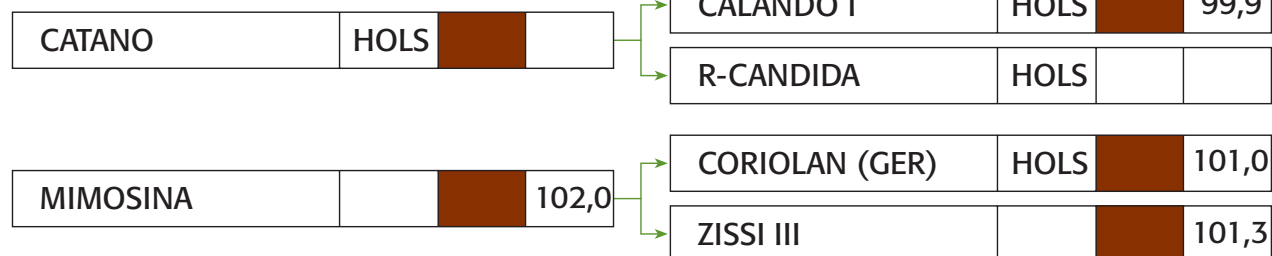 CALANDO I HOLS 99,9
CATANO HOLS
R-CANDIDA HOLS
CORIOLAN (GER) HOLS 101,0
MIMOSINA 102,0
ZISSI III 101,3